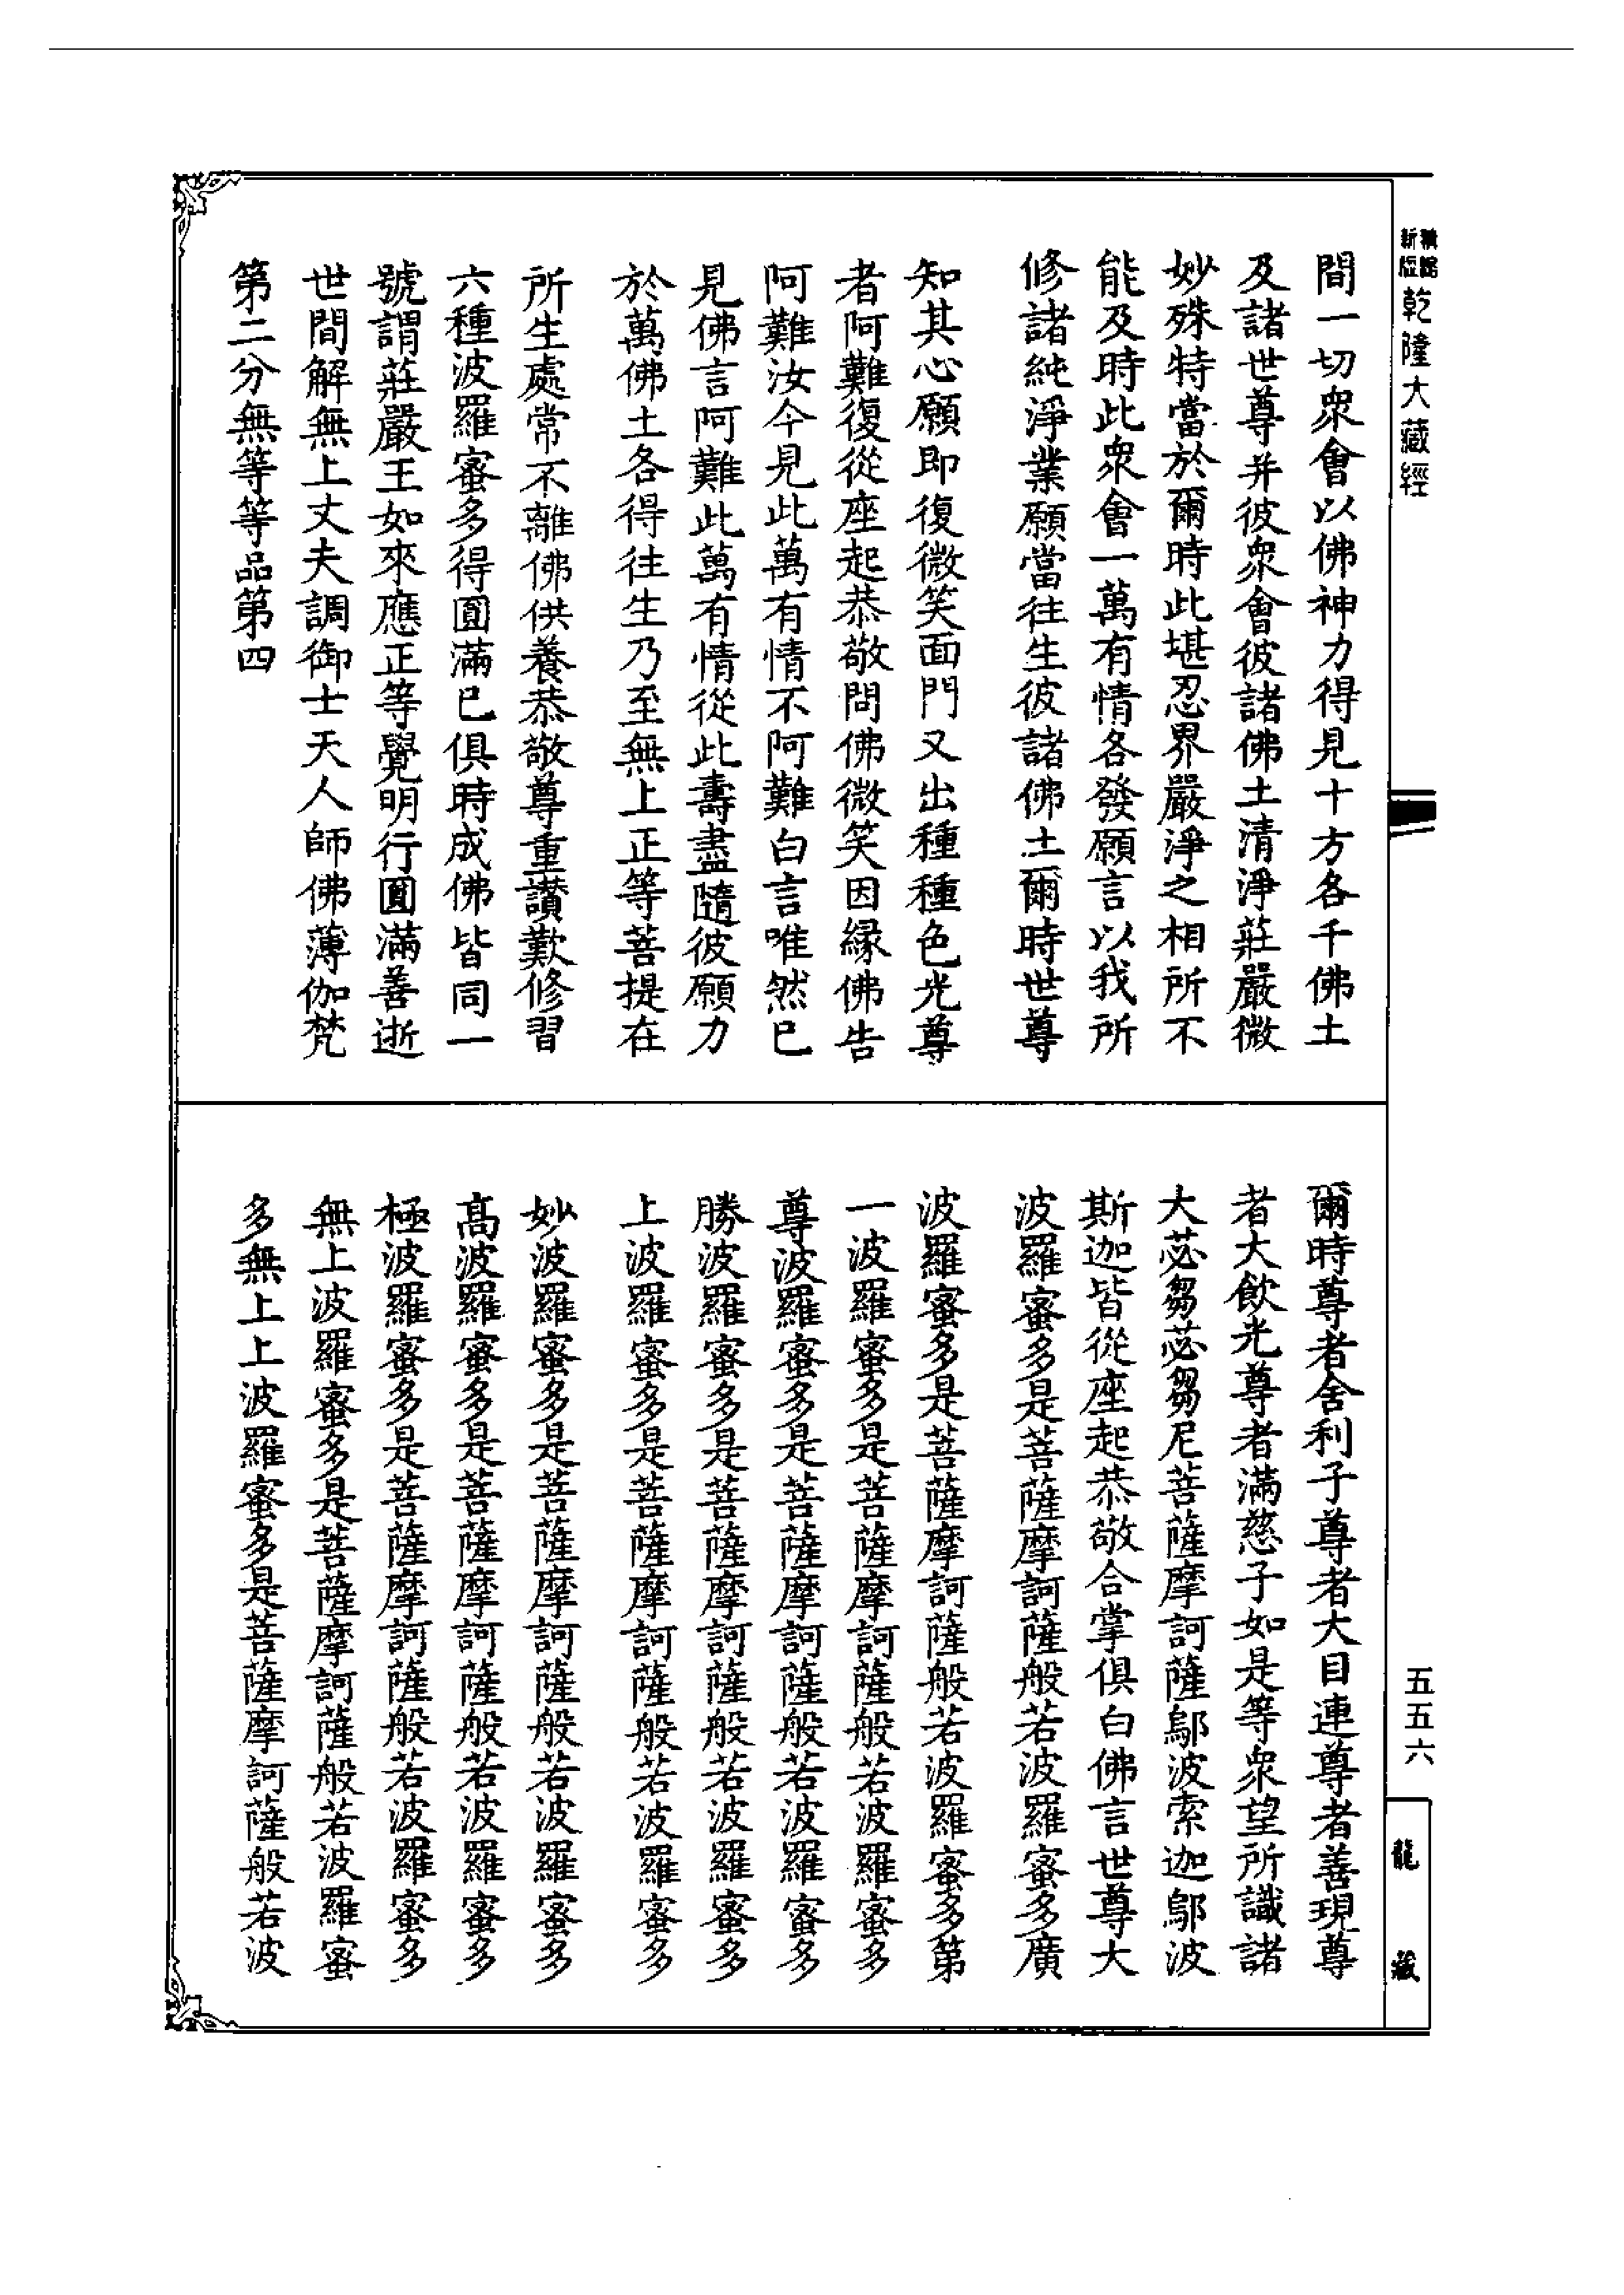 新版精縮乾隆大藏經
間一切衆會以佛神力得見十方各千佛土
及諸世尊并彼衆會彼諸佛土清淨莊嚴微
妙殊特當於爾時此堪忍界嚴淨之相所不
能及時此衆會一萬有情各發願言以我所
修諸純淨業願當往生彼諸佛土爾時世尊
知其心願即復微笑面門又出種種色光尊
者阿難復從座起恭敬問佛微笑因緣佛告
阿難汝今見此萬有情不阿難白言唯然已
見佛言阿難此萬有情從此壽盡隨彼願力
於萬佛土各得往生乃至無上正等菩提在
所生處常不離佛供養恭敬尊重讚歎修習
六種波羅蜜多得圓滿已俱時成佛皆同一
號謂莊嚴王如來應正等覺明行圓滿善逝
世間解無上丈夫調御士天人師佛薄伽梵
第二分無等等品第四
爾時尊者舍利子尊者大目連尊者善現尊
者大飲光尊者滿慈子如是等衆望所識諸
大苾芻苾芻尼菩薩摩訶薩鄔波索迦鄔波
斯迦皆從座起恭敬合掌俱白佛言世尊大
波羅蜜多是菩薩摩訶薩般若波羅蜜多廣
波羅蜜多是菩薩摩訶薩般若波羅蜜多第
一波羅蜜多是菩薩摩訶薩般若波羅蜜多
尊波羅蜜多是菩薩摩訶薩般若波羅蜜多
勝波羅蜜多是菩薩摩訶薩般若波羅蜜多
上波羅蜜多是菩薩摩訶薩般若波羅蜜多
妙波羅蜜多是菩薩摩訶薩般若波羅蜜多
高波羅蜜多是菩薩摩訶薩般若波羅蜜多
極波羅蜜多是菩薩摩訶薩般若波羅蜜多
無上波羅蜜多是菩薩摩訶薩般若波羅蜜
多無上上波羅蜜多是菩薩摩訶薩般若波
五五六
龍藏